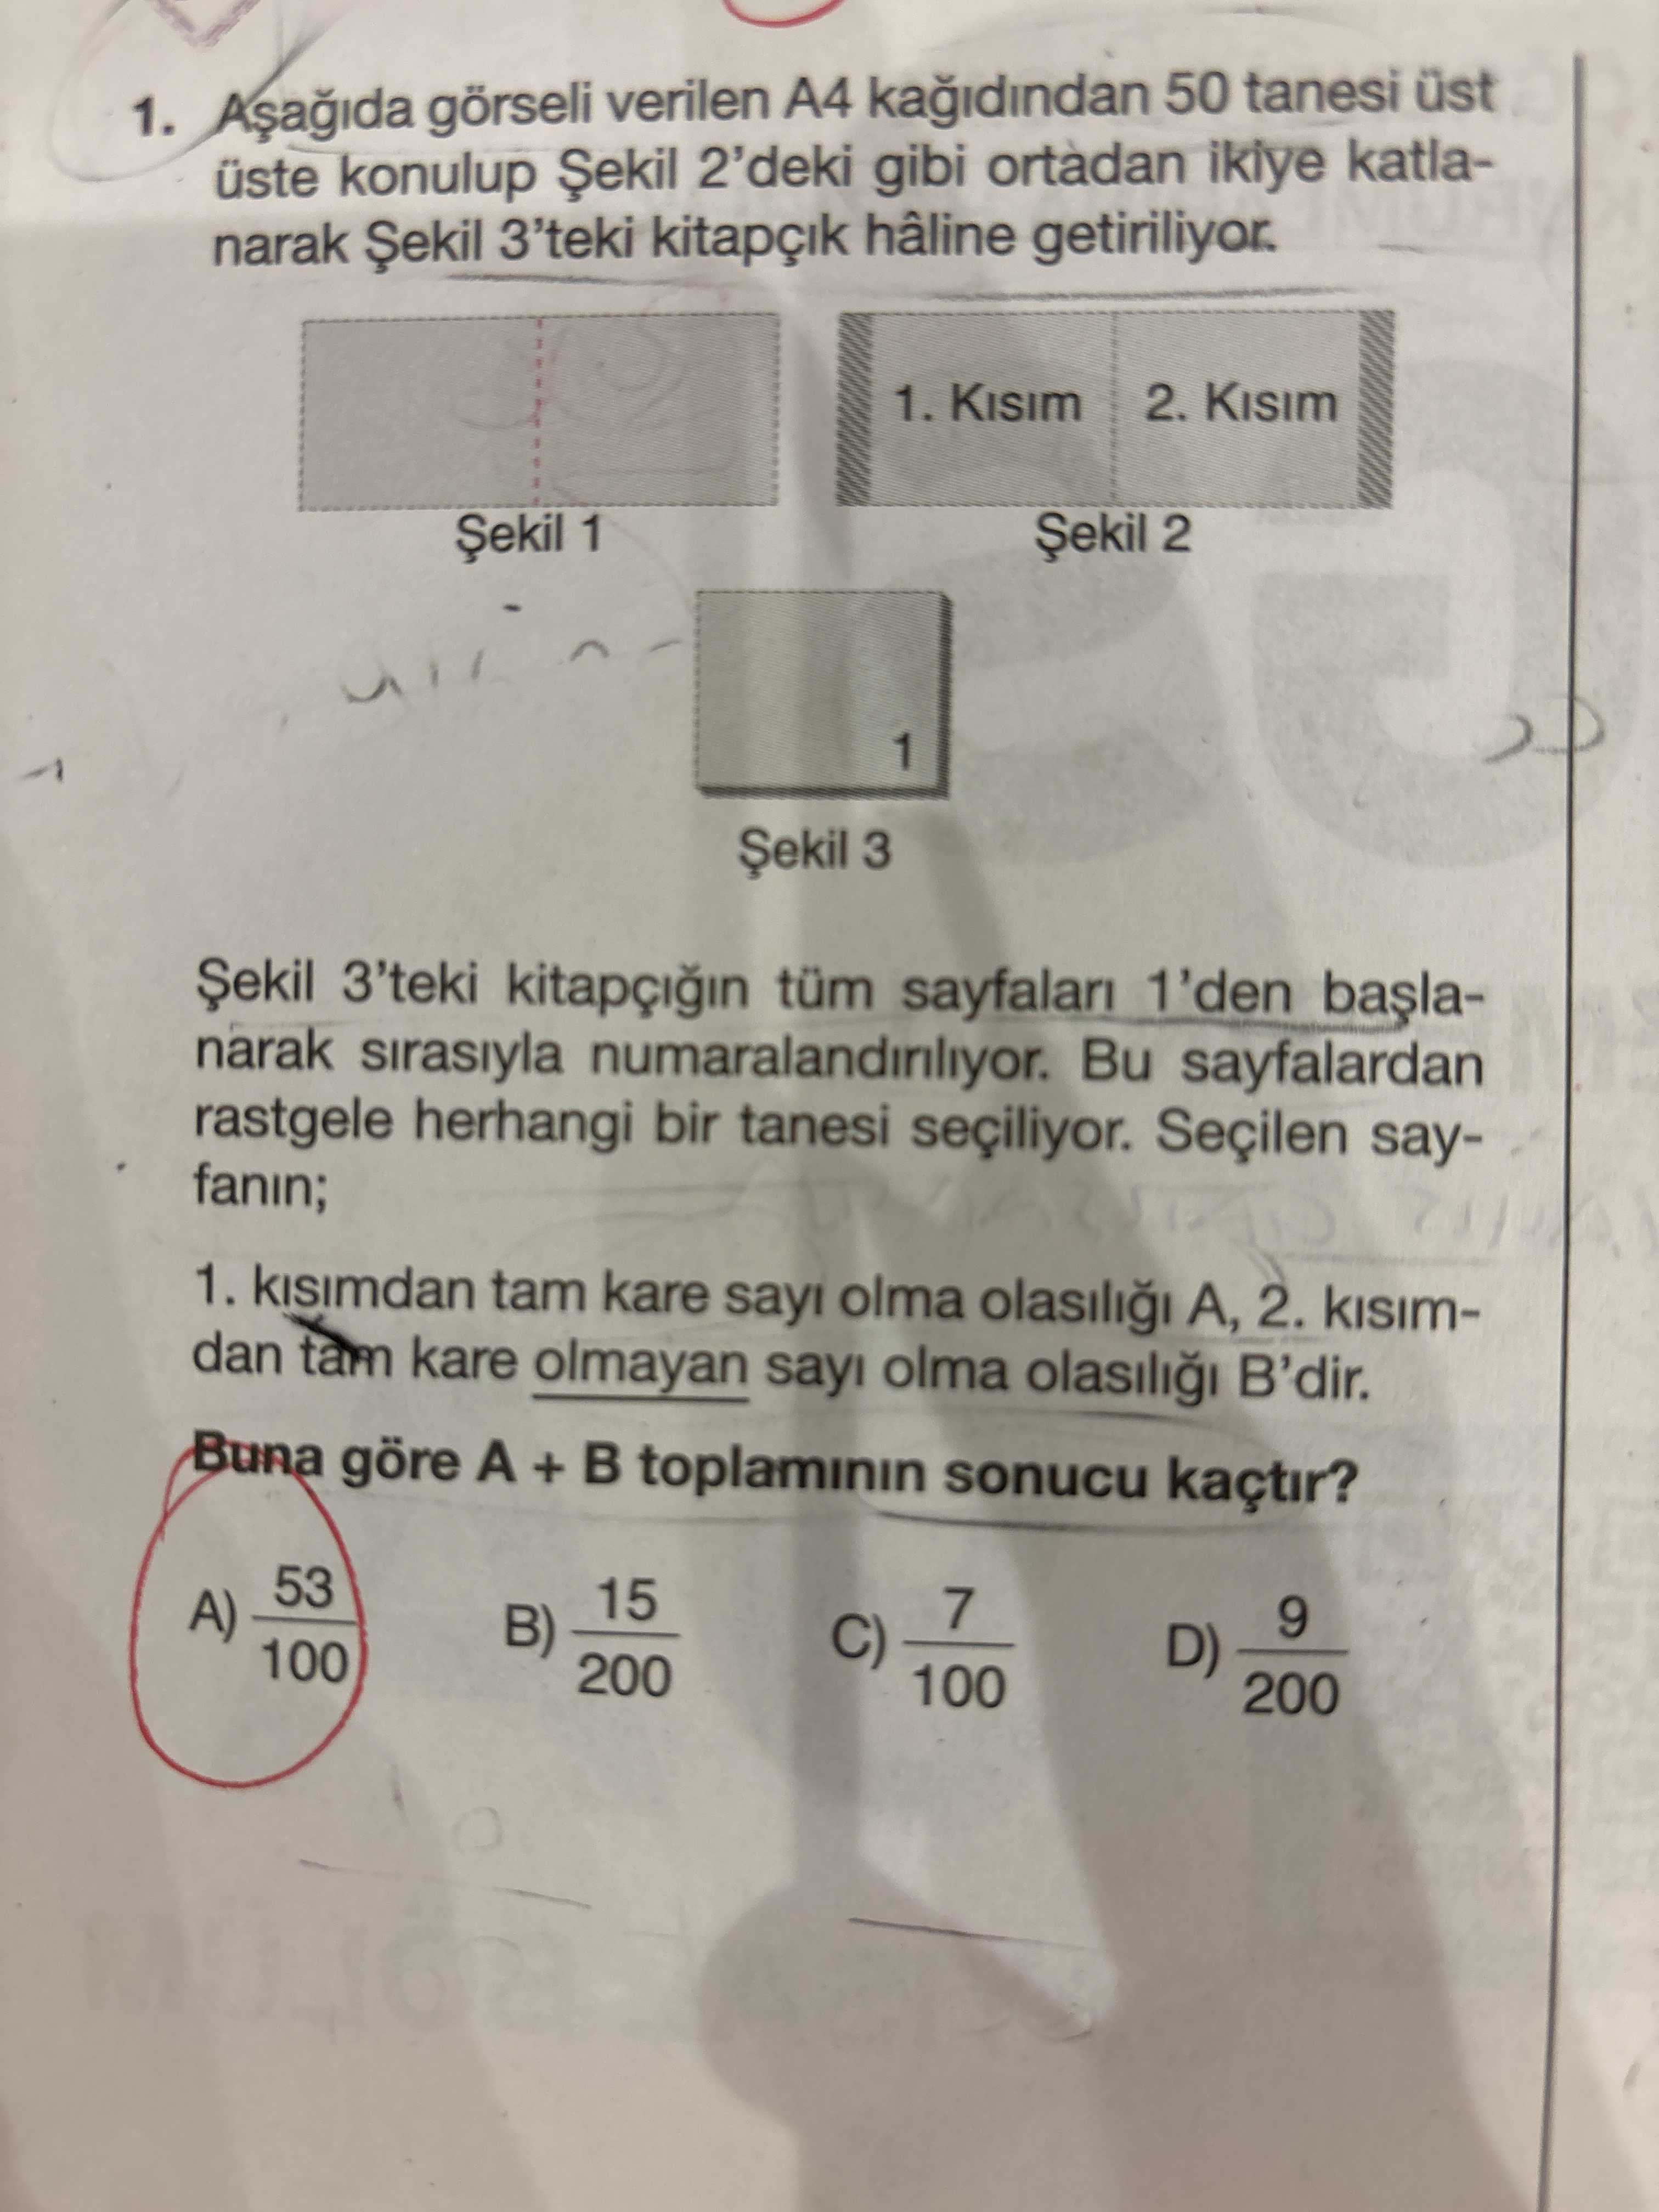 1. Aşağıda görseli verilen A4 kağıdından 50 tanesi üst
üste konulup Şekil 2'deki gibi ortadan ikiye katla-
narak Şekil 3'teki kitapçık hâline getiriliyor.
1. Kısım 2. Kısım
Şekil 1 Şekil 2
1
Şekil 3
Şekil 3'teki kitapçığın tüm sayfaları 1'den başla-
narak sırasıyla numaralandırılıyor. Bu sayfalardan
rastgele herhangi bir tanesi seçiliyor. Seçilen say-
fanın;
1. kısımdan tam kare sayı olma olasılığı A, 2. kısım-
dan tam kare olmayan sayı olma olasılığı B'dir.
Buna göre A + B toplamının sonucu kaçtır?
A) 53/100 B) 15/200 C) 7/100 D) 9/200